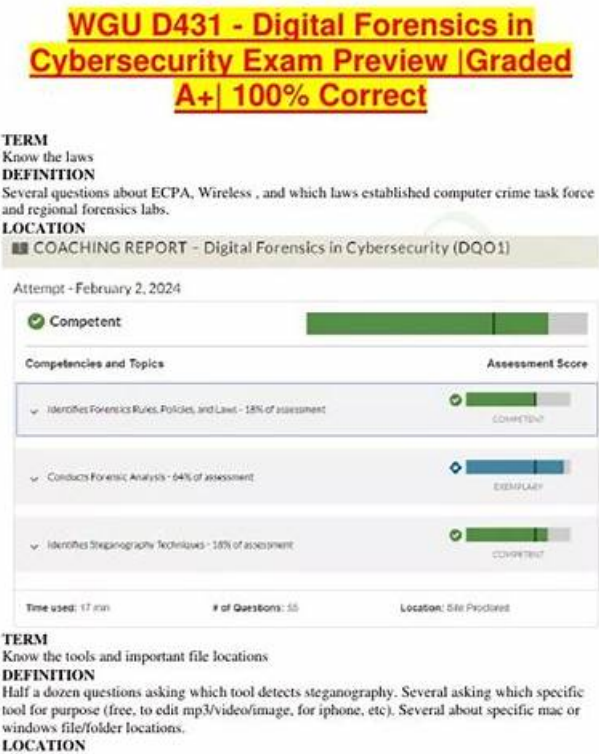 WGU D431 - Digital Forensics in
Cybersecurity Exam Preview |Graded
A+| 100% Correct
TERM
Know the laws
DEFINITION
Several questions about ECPA, Wireless , and which laws established computer crime task force
and regional forensics labs.
LOCATION
COACHING REPORT - Digital Forensics in Cybersecurity (DQO1)
Attempt - February 2, 2024
Competent
Competencies and Topics Assessment Score
Identifies Forensics Rules, Policies, and Laws - 18% of assessment
COMPETENT
Conducts Forensic Analysis - 64% of assessment
EXEMPLARY
Identifies Steganography Techniques - 18% of assessment
COMPETENT
Time used: 17 min # of Questions: 55 Location: Site Proctored
TERM
Know the tools and important file locations
DEFINITION
Half a dozen questions asking which tool detects steganography. Several asking which specific
tool for purpose (free, to edit mp3/video/image, for iphone, etc). Several about specific mac or
windows file/folder locations.
LOCATION